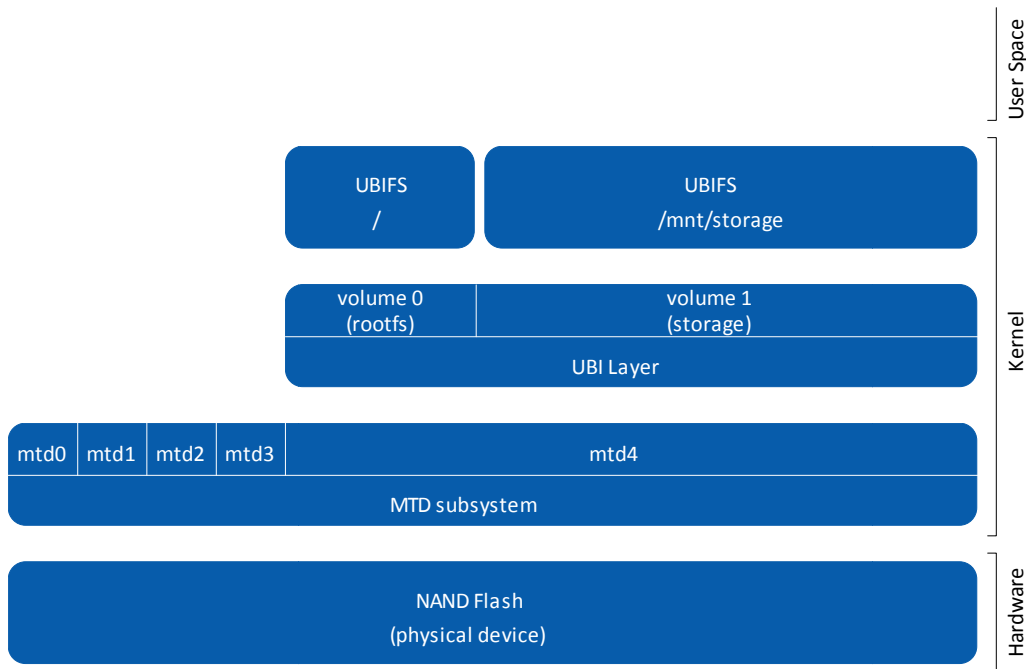 User Space
UBIFS
/
UBIFS
/mnt/storage
volume 0
(rootfs)
volume 1
(storage)
UBI Layer
Kernel
mtd0
mtd1
mtd2
mtd3
mtd4
MTD subsystem
NAND Flash
(physical device)
Hardware